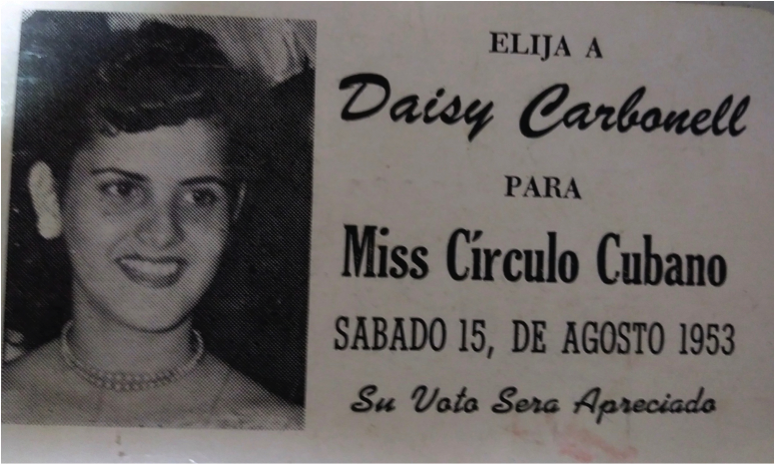 ELIJA A
Daisy Carbonell
PARA
Miss Círculo Cubano
SABADO 15, DE AGOSTO 1953
Su Voto Sera Apreciado